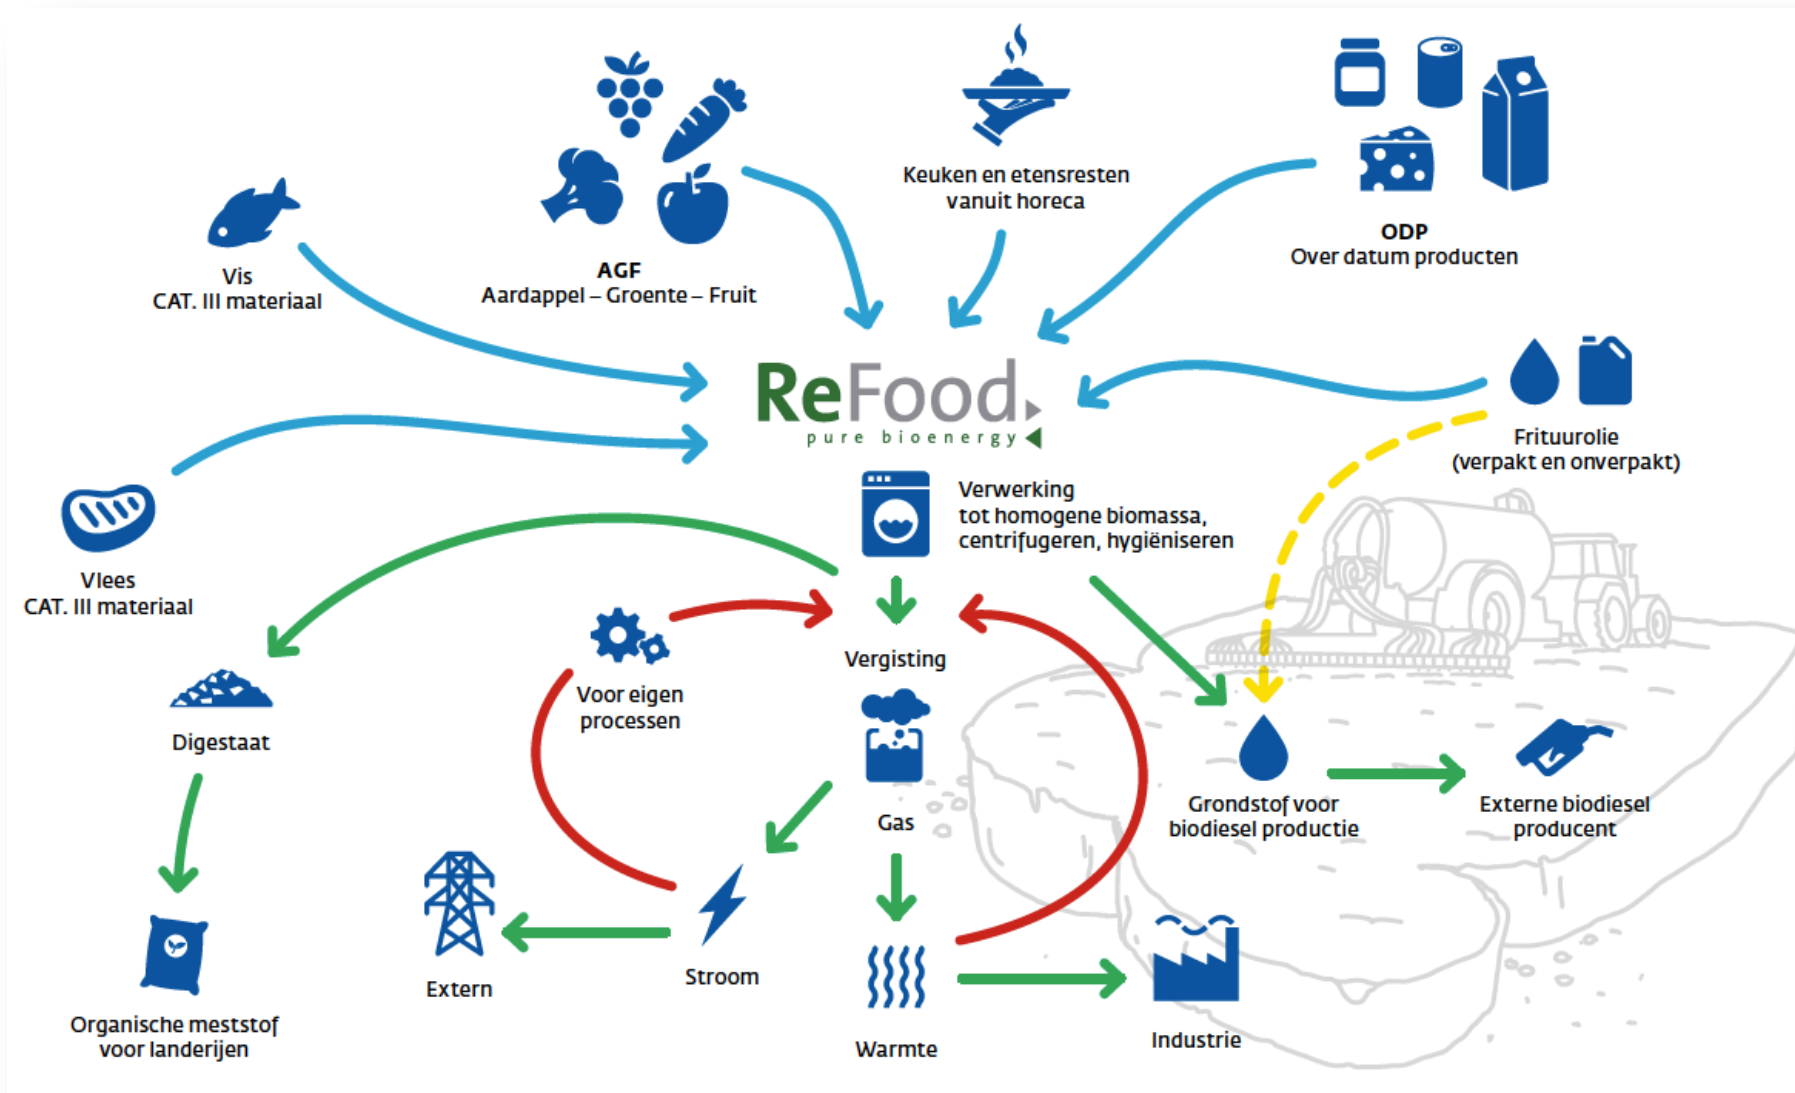 Keuken en etensresten
vanuit horeca
ODP
Over datum producten
AGF
Aardappel – Groente – Fruit
Vis
CAT. III materiaal
ReFood
pure bioenergy
Frituurolie
(verpakt en onverpakt)
Verwerking
tot homogene biomassa,
centrifugeren, hygiëniseren
Vlees
CAT. III materiaal
Vergisting
Voor eigen
processen
Digestaat
Gas
Grondstof voor
biodiesel productie
Externe biodiesel
producent
Extern
Stroom
Organische meststof
voor landerijen
Warmte
Industrie